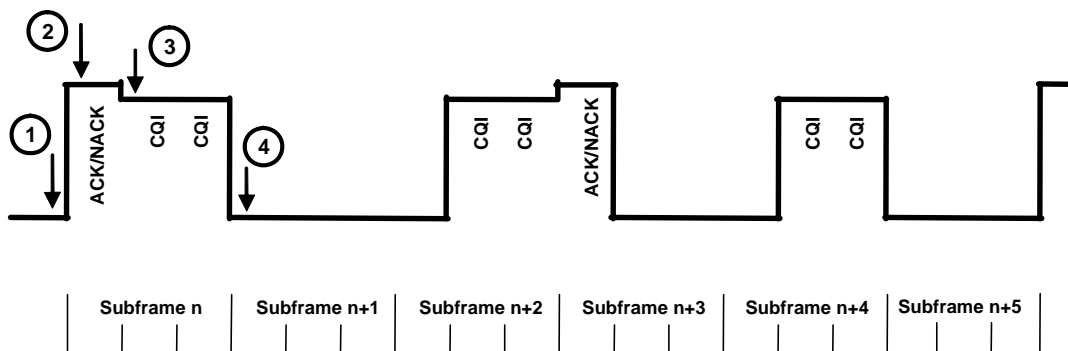 2
3
1
4
ACK/NACK
CQI
CQI
CQI
CQI
ACK/NACK
CQI
CQI
Subframe n
Subframe n+1
Subframe n+2
Subframe n+3
Subframe n+4
Subframe n+5